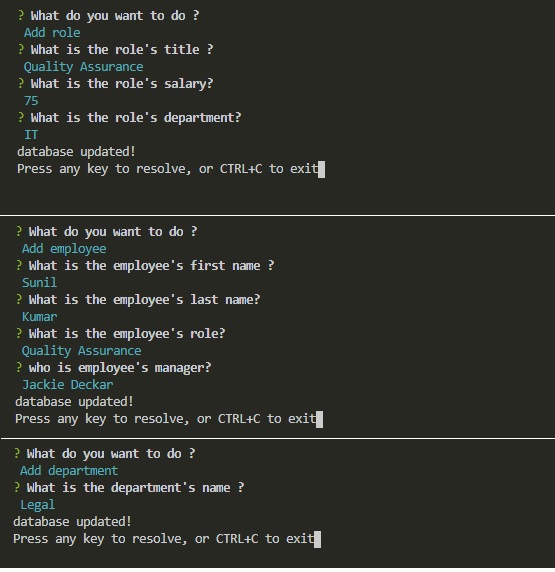 ? What do you want to do ?
Add role
? What is the role's title ?
Quality Assurance
? What is the role's salary?
75
? What is the role's department?
IT
database updated!
Press any key to resolve, or CTRL+C to exit
? What do you want to do ?
Add employee
? What is the employee's first name ?
Sunil
? What is the employee's last name?
Kumar
? What is the employee's role?
Quality Assurance
? who is employee's manager?
Jackie Deckar
database updated!
Press any key to resolve, or CTRL+C to exit
? What do you want to do ?
Add department
? What is the department's name ?
Legal
database updated!
Press any key to resolve, or CTRL+C to exit